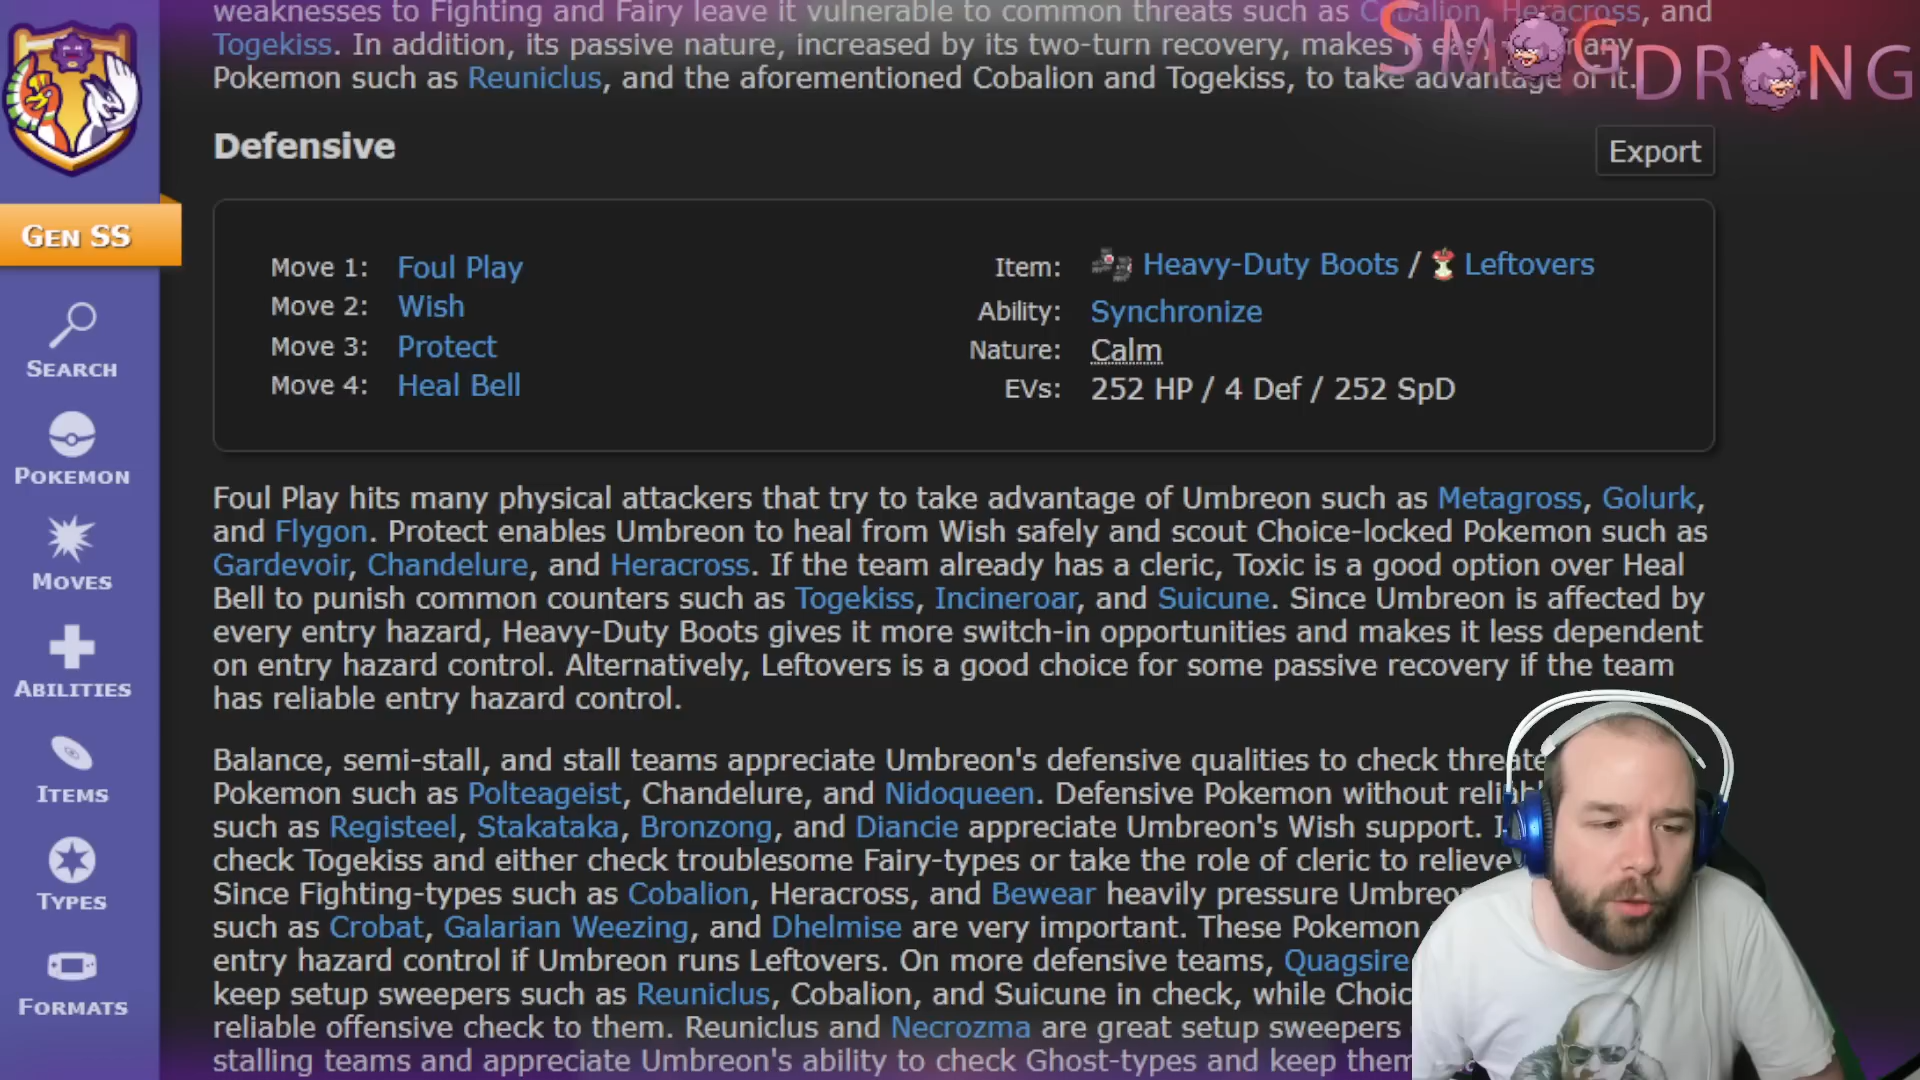 weaknesses to Fighting and Fairy leave it vulnerable to common threats such as Cobalion, Heracross, and
Togekiss. In addition, its passive nature, increased by its two-turn recovery, makes it easy many
Pokemon such as Reuniclus, and the aforementioned Cobalion and Togekiss, to take advantage of it.
SMOG
DRONG
Defensive
Export
GEN SS
SEARCH
POKEMON
MOVES
ABILITIES
ITEMS
TYPES
FORMATS
Move 1: Foul Play
Move 2: Wish
Move 3: Protect
Move 4: Heal Bell
Item: Heavy-Duty Boots / Leftovers
Ability: Synchronize
Nature: Calm
EVs: 252 HP / 4 Def / 252 SpD
Foul Play hits many physical attackers that try to take advantage of Umbreon such as Metagross, Golurk,
and Flygon. Protect enables Umbreon to heal from Wish safely and scout Choice-locked Pokemon such as
Gardevoir, Chandelure, and Heracross. If the team already has a cleric, Toxic is a good option over Heal
Bell to punish common counters such as Togekiss, Incineroar, and Suicune. Since Umbreon is affected by
every entry hazard, Heavy-Duty Boots gives it more switch-in opportunities and makes it less dependent
on entry hazard control. Alternatively, Leftovers is a good choice for some passive recovery if the team
has reliable entry hazard control.
Balance, semi-stall, and stall teams appreciate Umbreon's defensive qualities to check
Pokemon such as Polteageist, Chandelure, and Nidoqueen. Defensive Pokemon without
such as Registeel, Stakataka, Bronzong, and Diancie appreciate Umbreon's Wish support.
check Togekiss and either check troublesome Fairy-types or take the role of cleric to relieve
Since Fighting-types such as Cobalion, Heracross, and Bewear heavily pressure
such as Crobat, Galarian Weezing, and Dhelmise are very important. These Pokemon
entry hazard control if Umbreon runs Leftovers. On more defensive teams, Quagsire
keep setup sweepers such as Reuniclus, Cobalion, and Suicune in check, while
reliable offensive check to them. Reuniclus and Necrozma are great setup sweepers
stalling teams and appreciate Umbreon's ability to check Ghost-types and keep